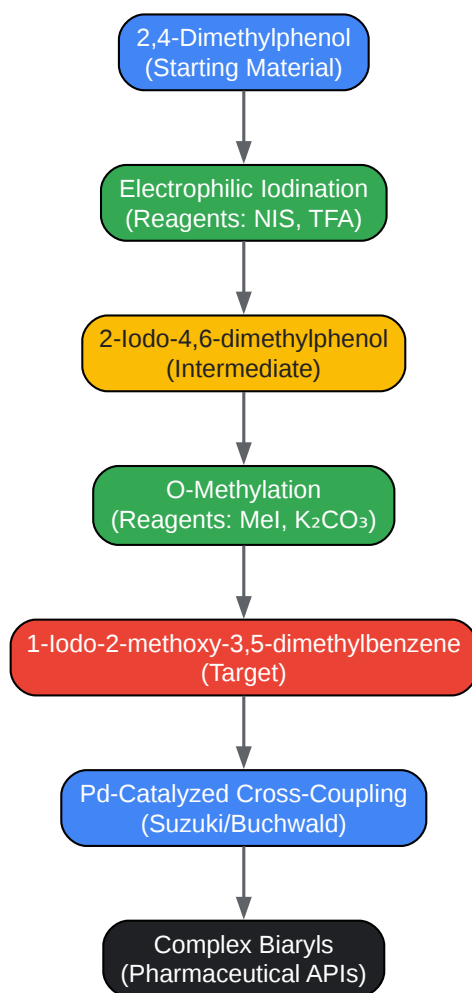 2,4-Dimethylphenol
(Starting Material)
Electrophilic Iodination
(Reagents: NIS, TFA)
2-Iodo-4,6-dimethylphenol
(Intermediate)
O-Methylation
(Reagents: MeI, K₂CO₃)
1-Iodo-2-methoxy-3,5-dimethylbenzene
(Target)
Pd-Catalyzed Cross-Coupling
(Suzuki/Buchwald)
Complex Biaryls
(Pharmaceutical APIs)